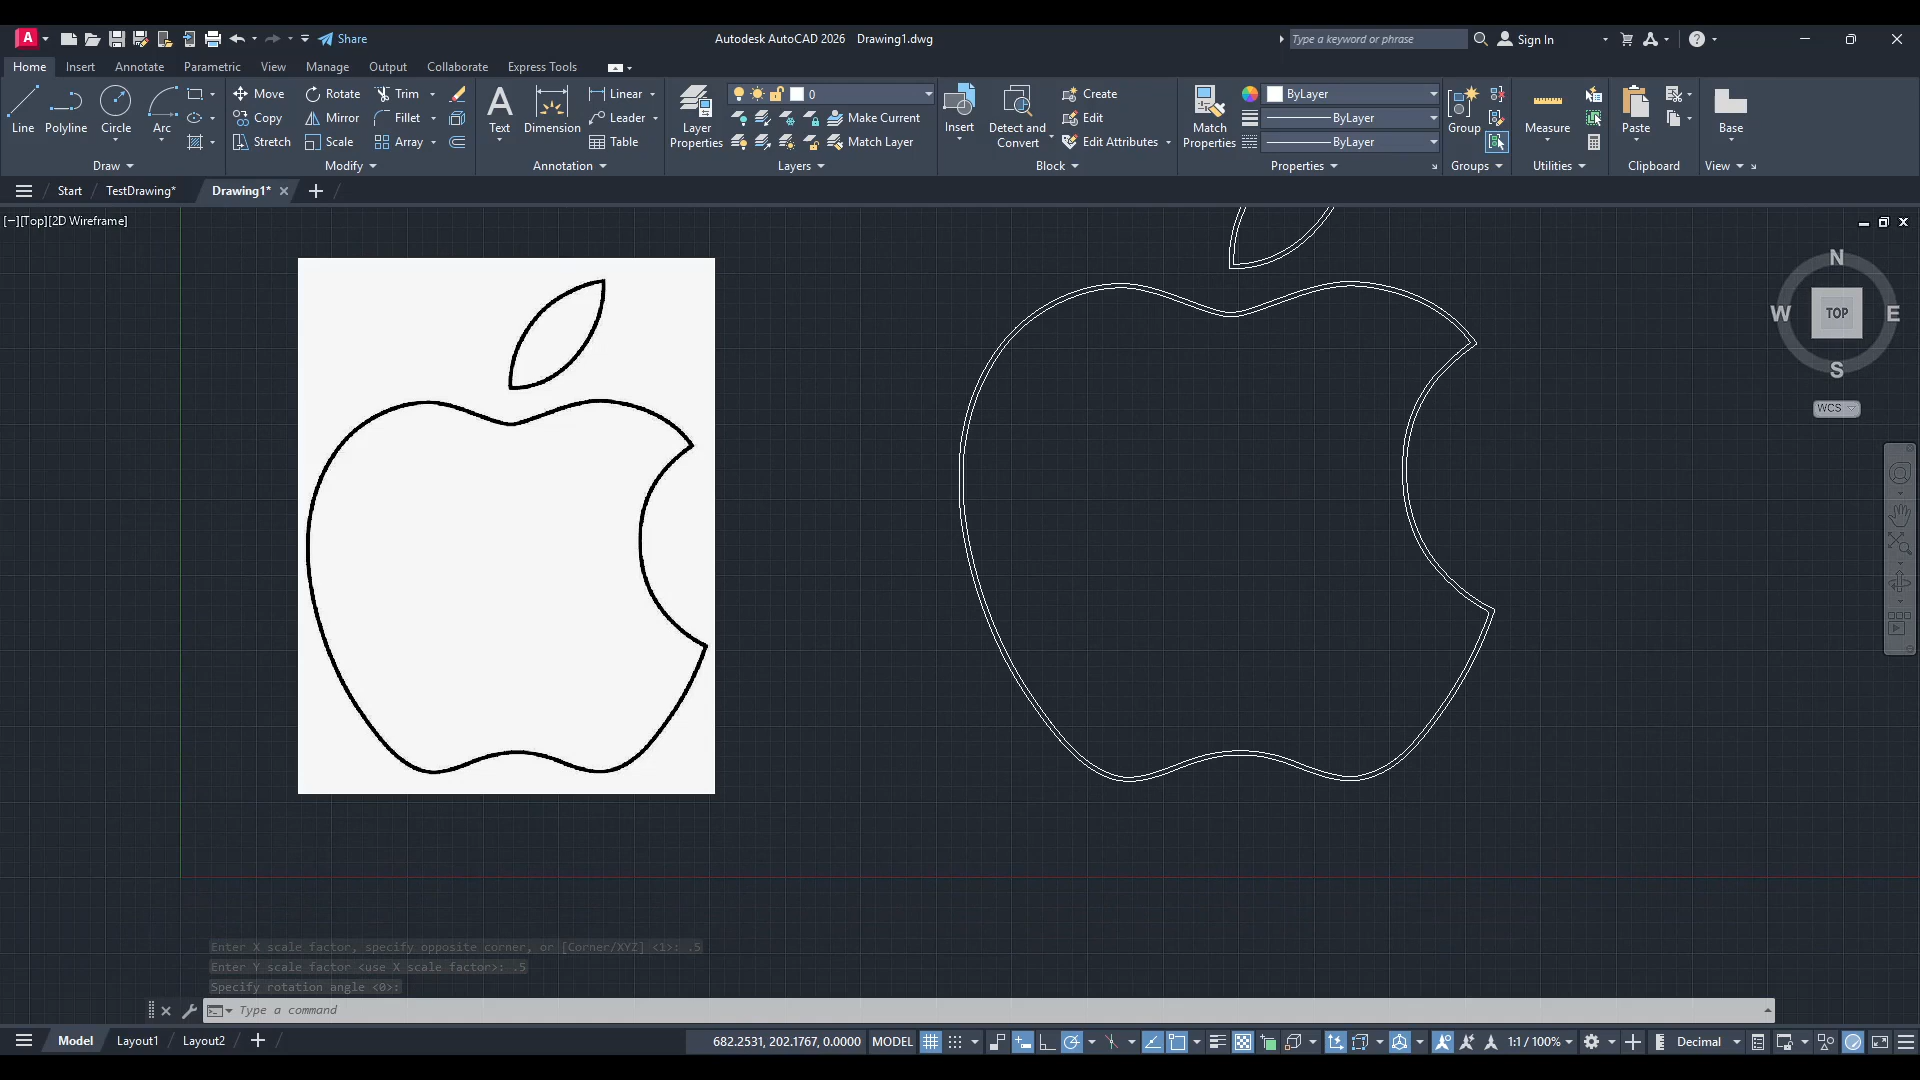 A Share Autodesk AutoCAD 2026 Drawing1.dwg Type a keyword or phrase Sign In
Home Insert Annotate Parametric View Manage Output Collaborate Express Tools
Line Polyline Circle Arc
Move Rotate Trim
Copy Mirror Fillet
Stretch Scale Array
Text Dimension
Linear
Leader
Table
Layer Properties
0
Make Current
Match Layer
Insert
Detect and Convert
Create
Edit
Edit Attributes
Match Properties
ByLayer
ByLayer
ByLayer
Group
Measure
Paste
Base
Draw Modify Annotation Layers Block Properties Groups Utilities Clipboard View
Start TestDrawing* Drawing1*
[−][Top][2D Wireframe]
N
W TOP E
S
WCS
Enter X scale factor, specify opposite corner, or [Corner/XYZ] <1>: .5
Enter Y scale factor <use X scale factor>: .5
Specify rotation angle <0>:
Type a command
Model Layout1 Layout2 682.2531, 202.1767, 0.0000 MODEL 1:1 / 100% Decimal